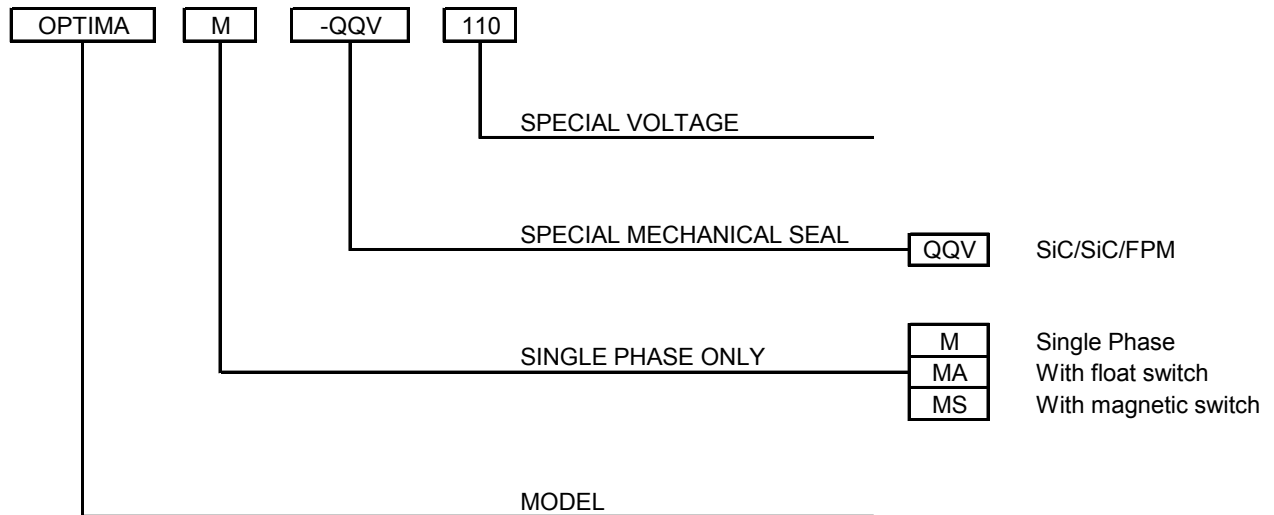 OPTIMA M -QQV 110
SPECIAL VOLTAGE
SPECIAL MECHANICAL SEAL QQV SiC/SiC/FPM
M Single Phase
SINGLE PHASE ONLY
MA With float switch
MS With magnetic switch
MODEL